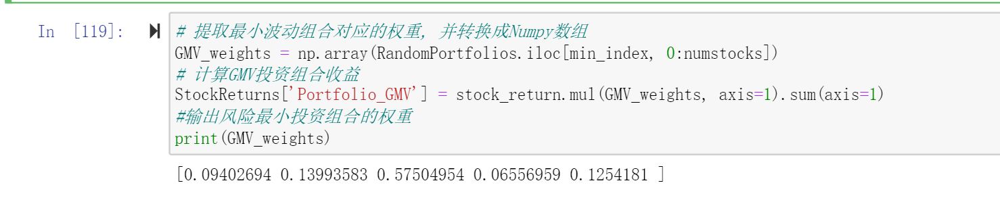 In [119]:
# 提取最小波动组合对应的权重, 并转换成Numpy数组
GMV_weights = np.array(RandomPortfolios.iloc[min_index, 0:numstocks])
# 计算GMV投资组合收益
StockReturns['Portfolio_GMV'] = stock_return.mul(GMV_weights, axis=1).sum(axis=1)
#输出风险最小投资组合的权重
print(GMV_weights)
[0.09402694 0.13993583 0.57504954 0.06556959 0.1254181 ]